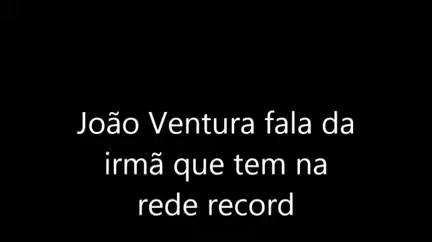 João Ventura fala da
irmã que tem na
rede record